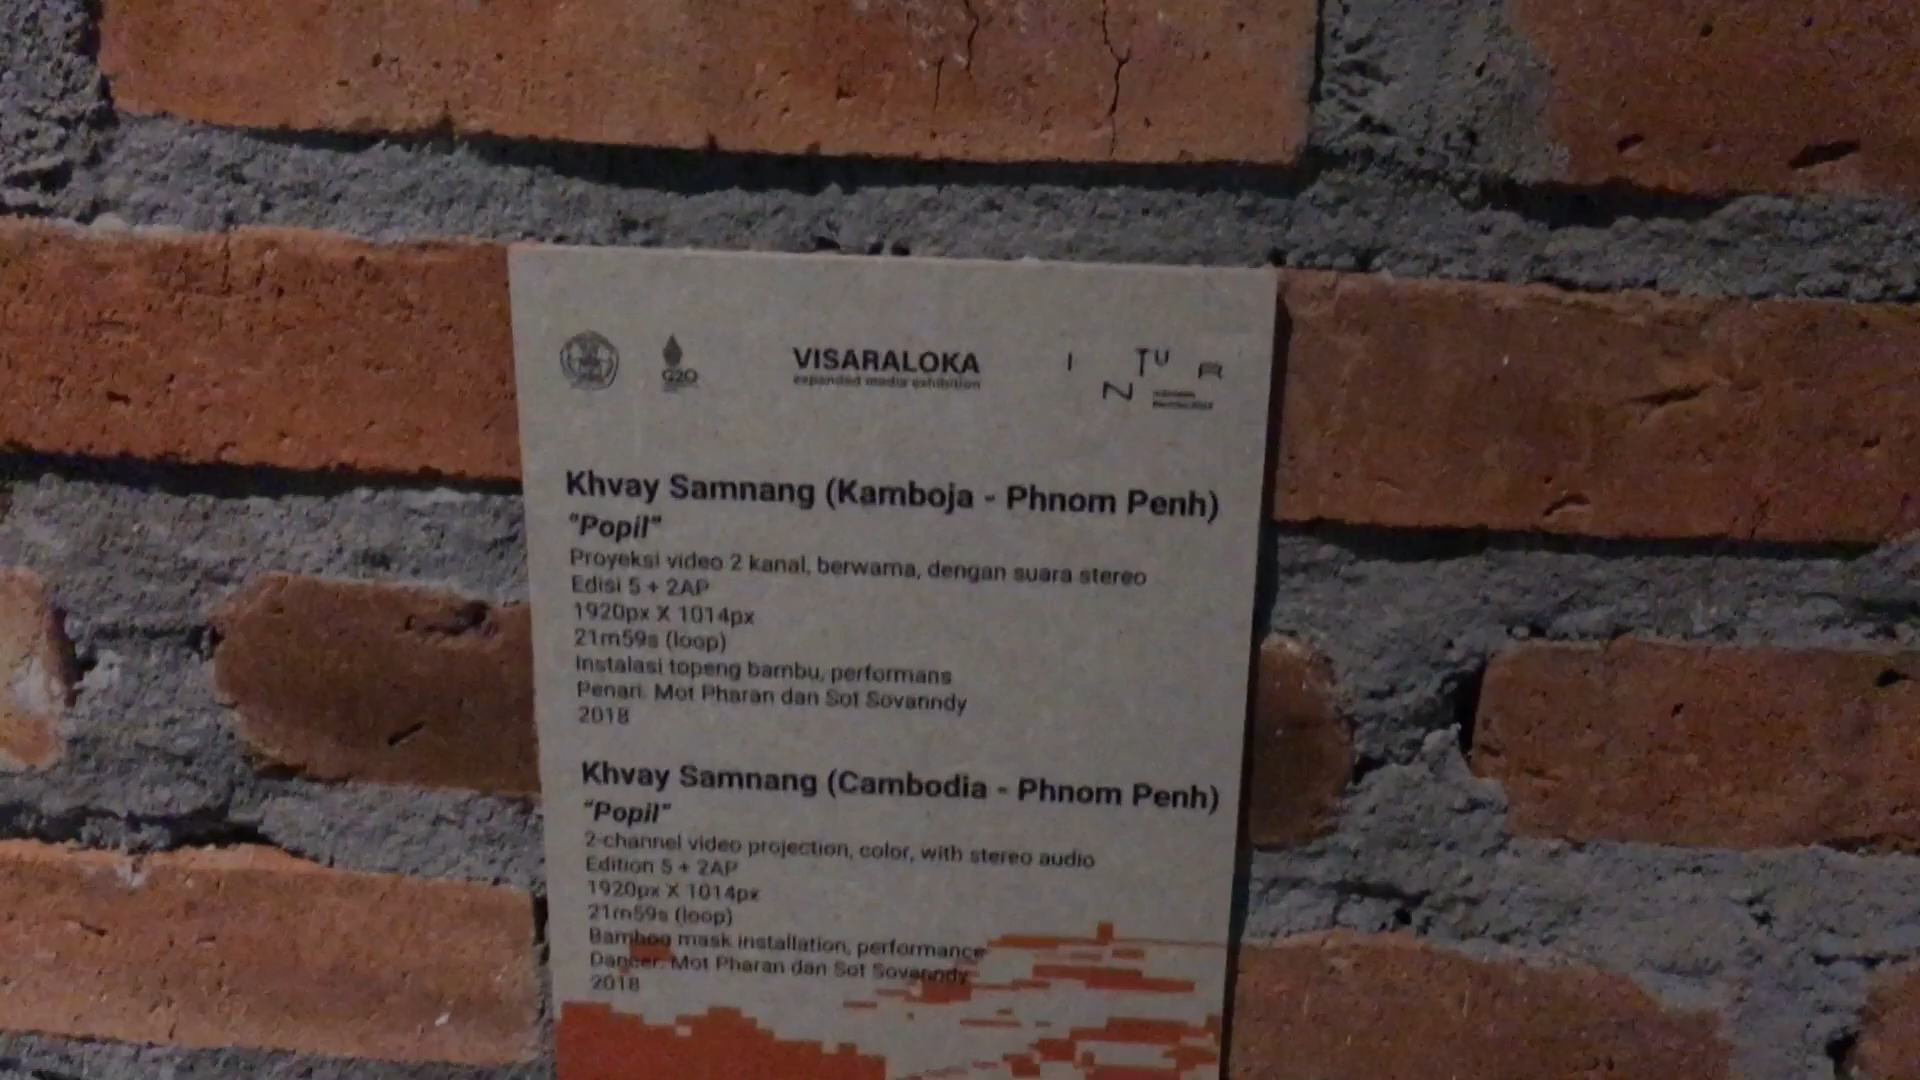 G20
VISARALOKA
expanded media exhibition
I N TU R
Khvay Samnang (Kamboja - Phnom Penh)
"Popil"
Proyeksi video 2 kanal, berwarna, dengan suara stereo
Edisi 5 + 2AP
1920px X 1014px
21m59s (loop)
Instalasi topeng bambu, performans
Penari: Mot Pharan dan Sot Sovanndy
2018
Khvay Samnang (Cambodia - Phnom Penh)
"Popil"
2-channel video projection, color, with stereo audio
Edition 5 + 2AP
1920px X 1014px
21m59s (loop)
Bamboo mask installation, performance
Dancer: Mot Pharan dan Sot Sovanndy
2018